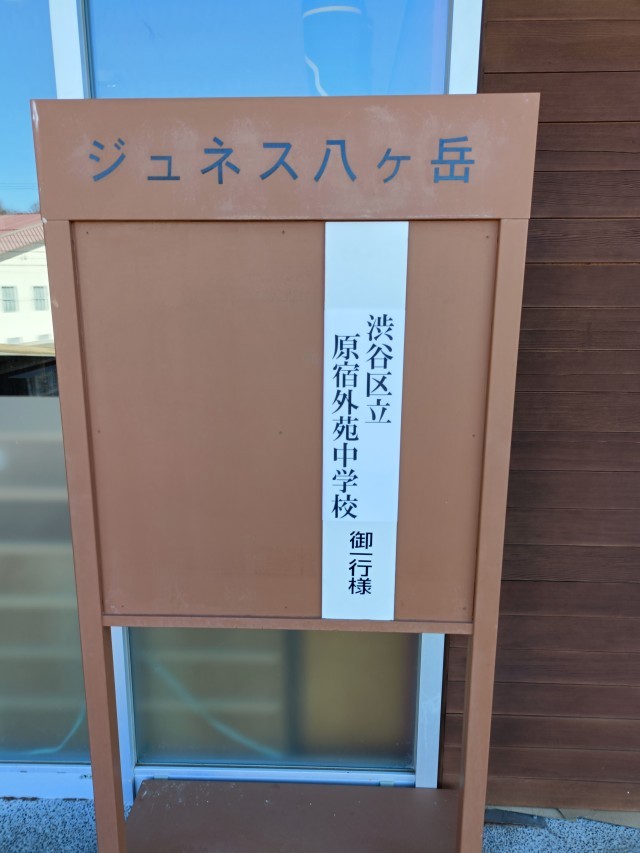 ジュネス八ヶ岳
渋谷区立
原宿外苑中学校
御一行様